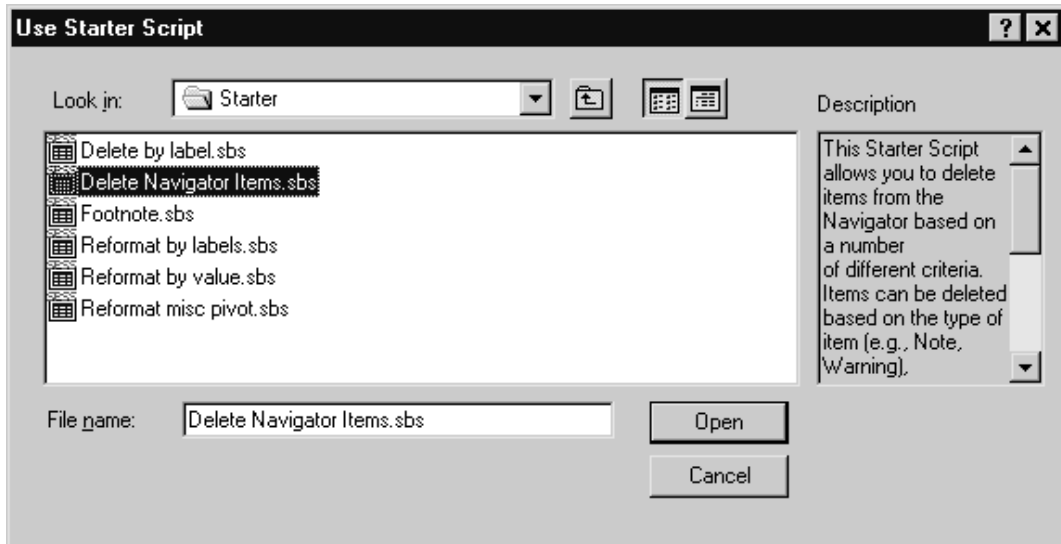 Use Starter Script
Look in:
Starter
Description
Delete by label.sbs
Delete Navigator Items.sbs
Footnote.sbs
Reformat by labels.sbs
Reformat by value.sbs
Reformat misc pivot.sbs
This Starter Script
allows you to delete
items from the
Navigator based on
a number
of different criteria.
Items can be deleted
based on the type of
item (e.g., Note,
Warning),
File name:
Delete Navigator Items.sbs
Open
Cancel